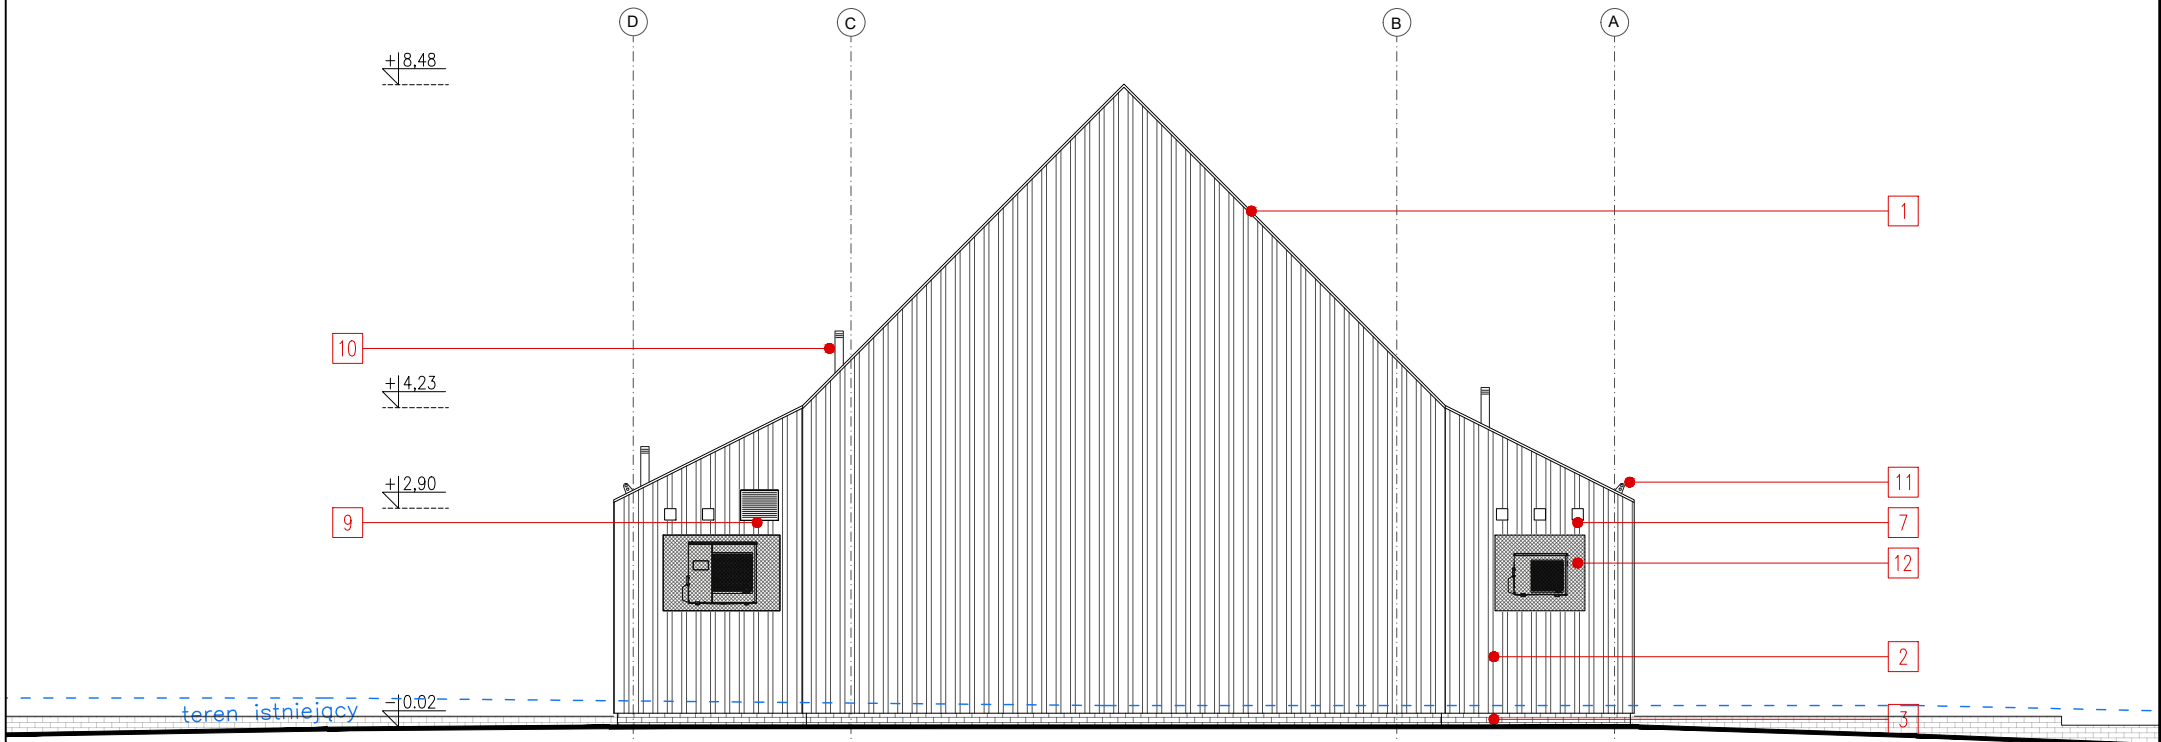 D
C
B
A
+8,48
1
10
+4,23
+2,90
11
9
7
12
2
-0.02
teren istniejący
3